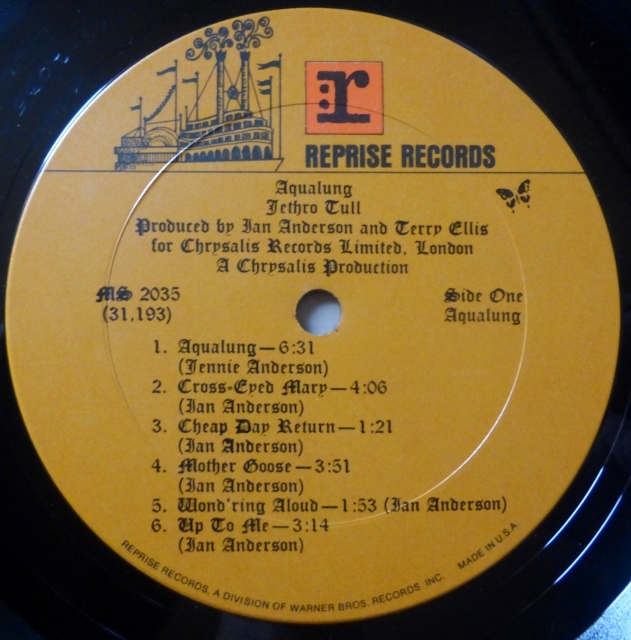 r
REPRISE RECORDS
Aqualung
Jethro Tull
Produced by Ian Anderson and Terry Ellis
for Chrysalis Records Limited, London
A Chrysalis Production
MS 2035
(31,193)
Side One
Aqualung
1. Aqualung—6:31
(Jennie Anderson)
2. Cross-Eyed Mary—4:06
(Ian Anderson)
3. Cheap Day Return—1:21
(Ian Anderson)
4. Mother Goose—3:51
(Ian Anderson)
5. Wond'ring Aloud—1:53 (Ian Anderson)
6. Up To Me—3:14
(Ian Anderson)
REPRISE RECORDS, A DIVISION OF WARNER BROS. RECORDS INC. MADE IN U.S.A.